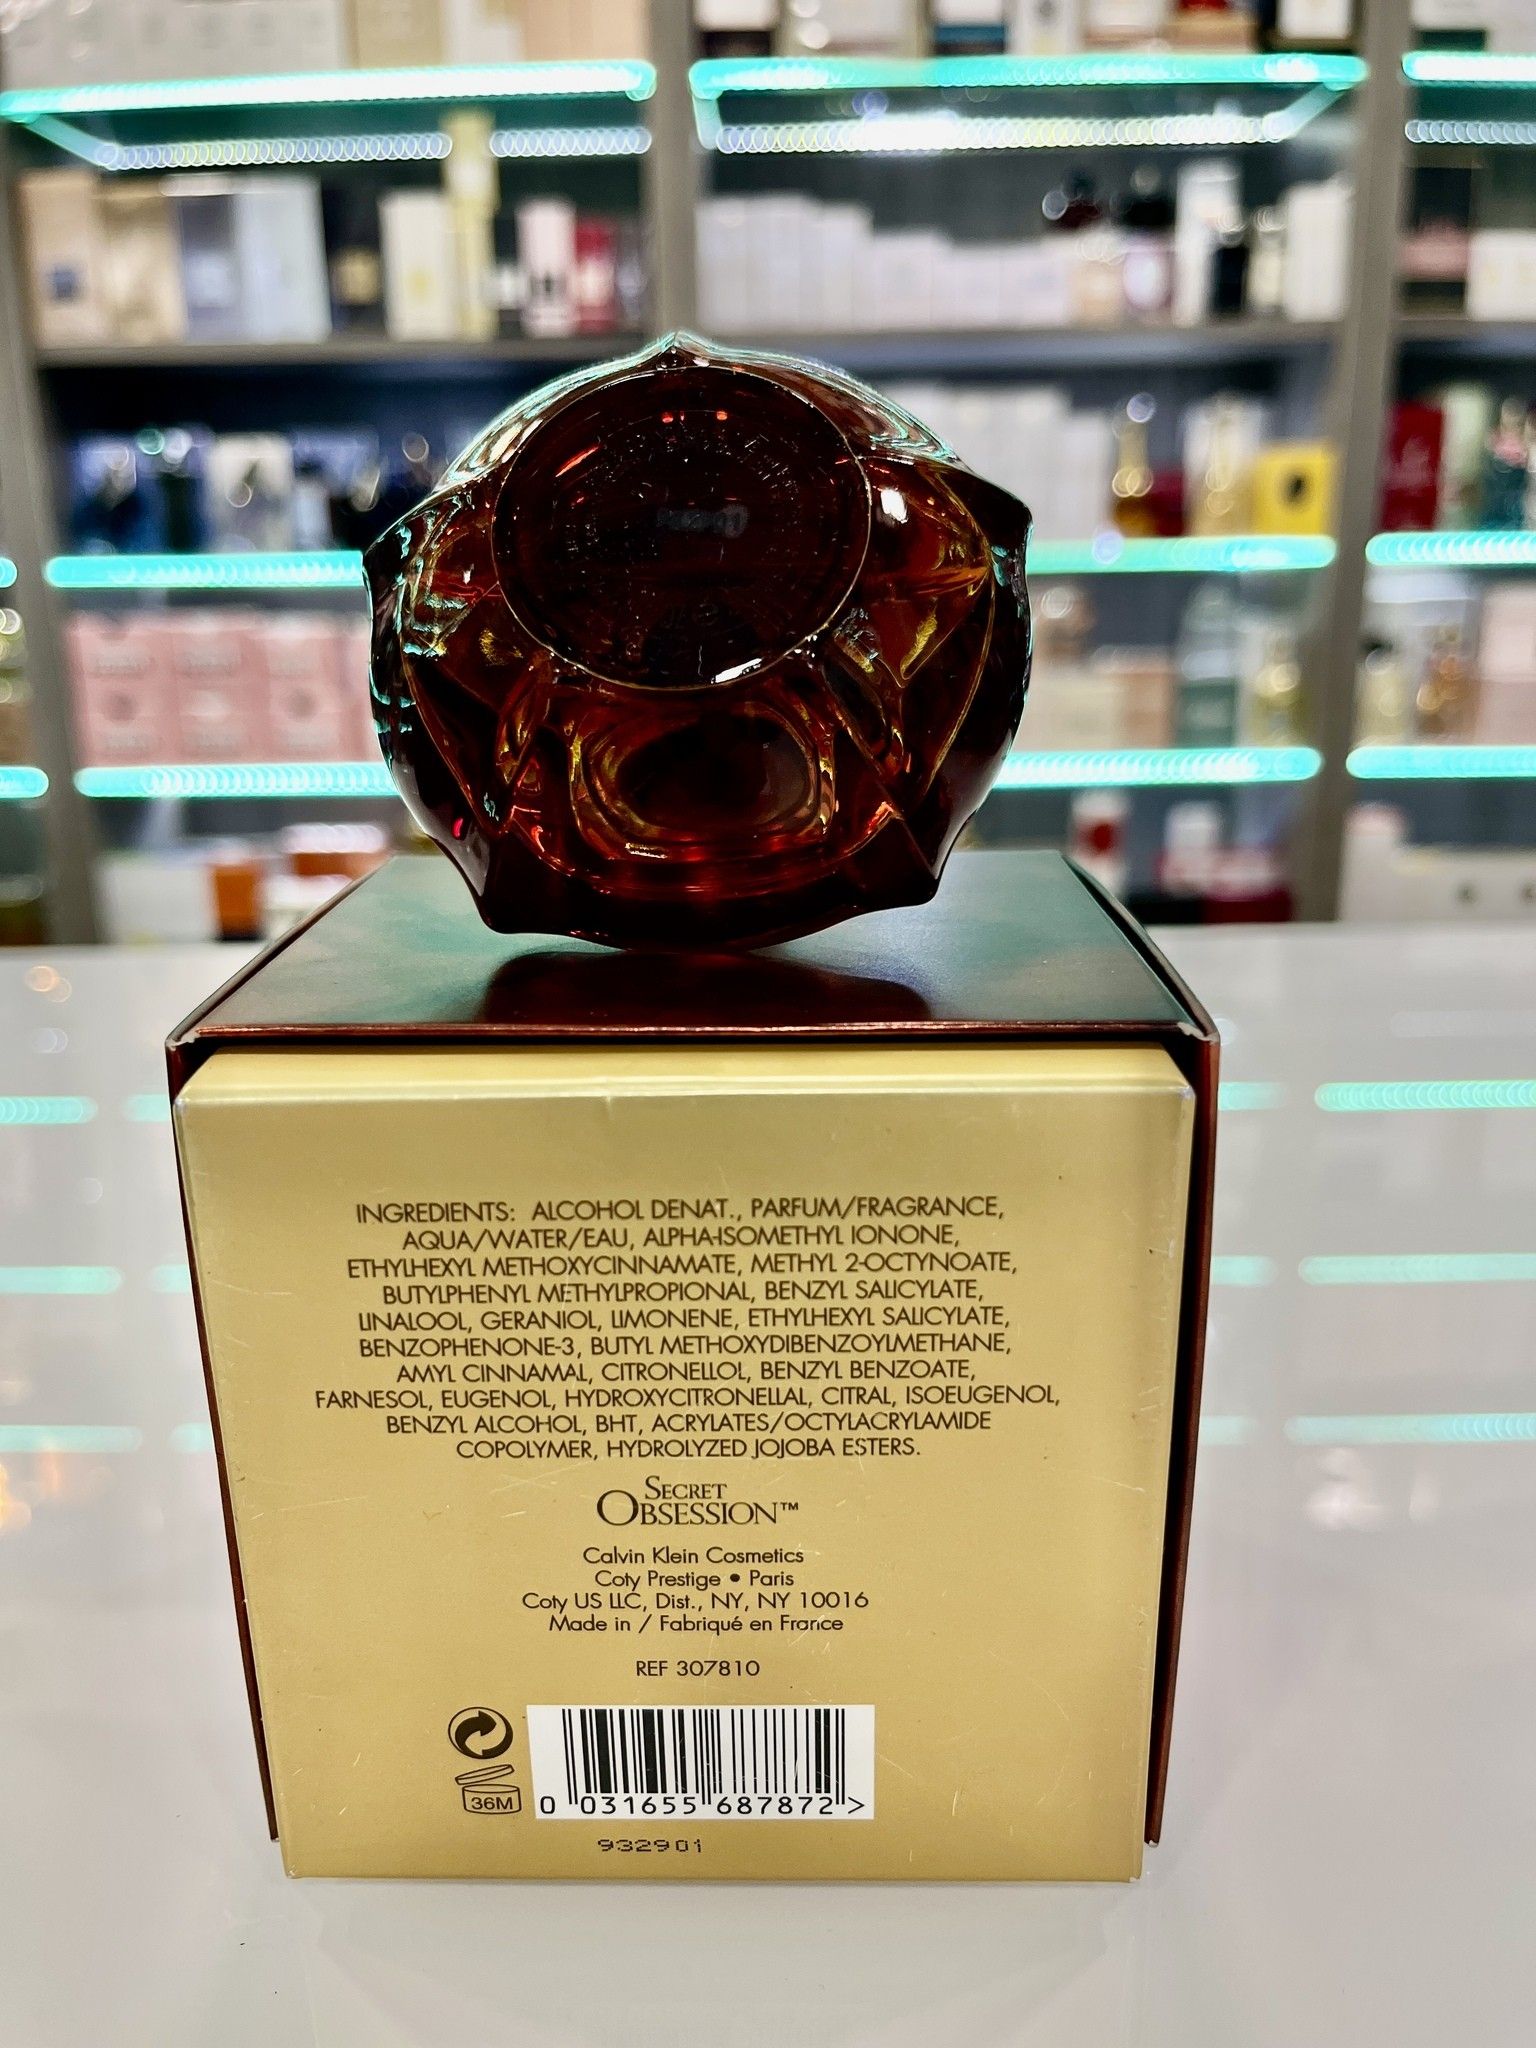 INGREDIENTS: ALCOHOL DENAT., PARFUM/FRAGRANCE,
AQUA/WATER/EAU, ALPHA-ISOMETHYL IONONE,
ETHYLHEXYL METHOXYCINNAMATE, METHYL 2-OCTYNOATE,
BUTYLPHENYL METHYLPROPIONAL, BENZYL SALICYLATE,
LINALOOL, GERANIOL, LIMONENE, ETHYLHEXYL SALICYLATE,
BENZOPHENONE-3, BUTYL METHOXYDIBENZOYLMETHANE,
AMYL CINNAMAL, CITRONELLOL, BENZYL BENZOATE,
FARNESOL, EUGENOL, HYDROXYCITRONELLAL, CITRAL, ISOEUGENOL,
BENZYL ALCOHOL, BHT, ACRYLATES/OCTYLACRYLAMIDE
COPOLYMER, HYDROLYZED JOJOBA ESTERS.
SECRET
OBSESSION™
Calvin Klein Cosmetics
Coty Prestige • Paris
Coty US LLC, Dist., NY, NY 10016
Made in / Fabriqué en France
REF 307810
36M
0 031655 687872 >
932901